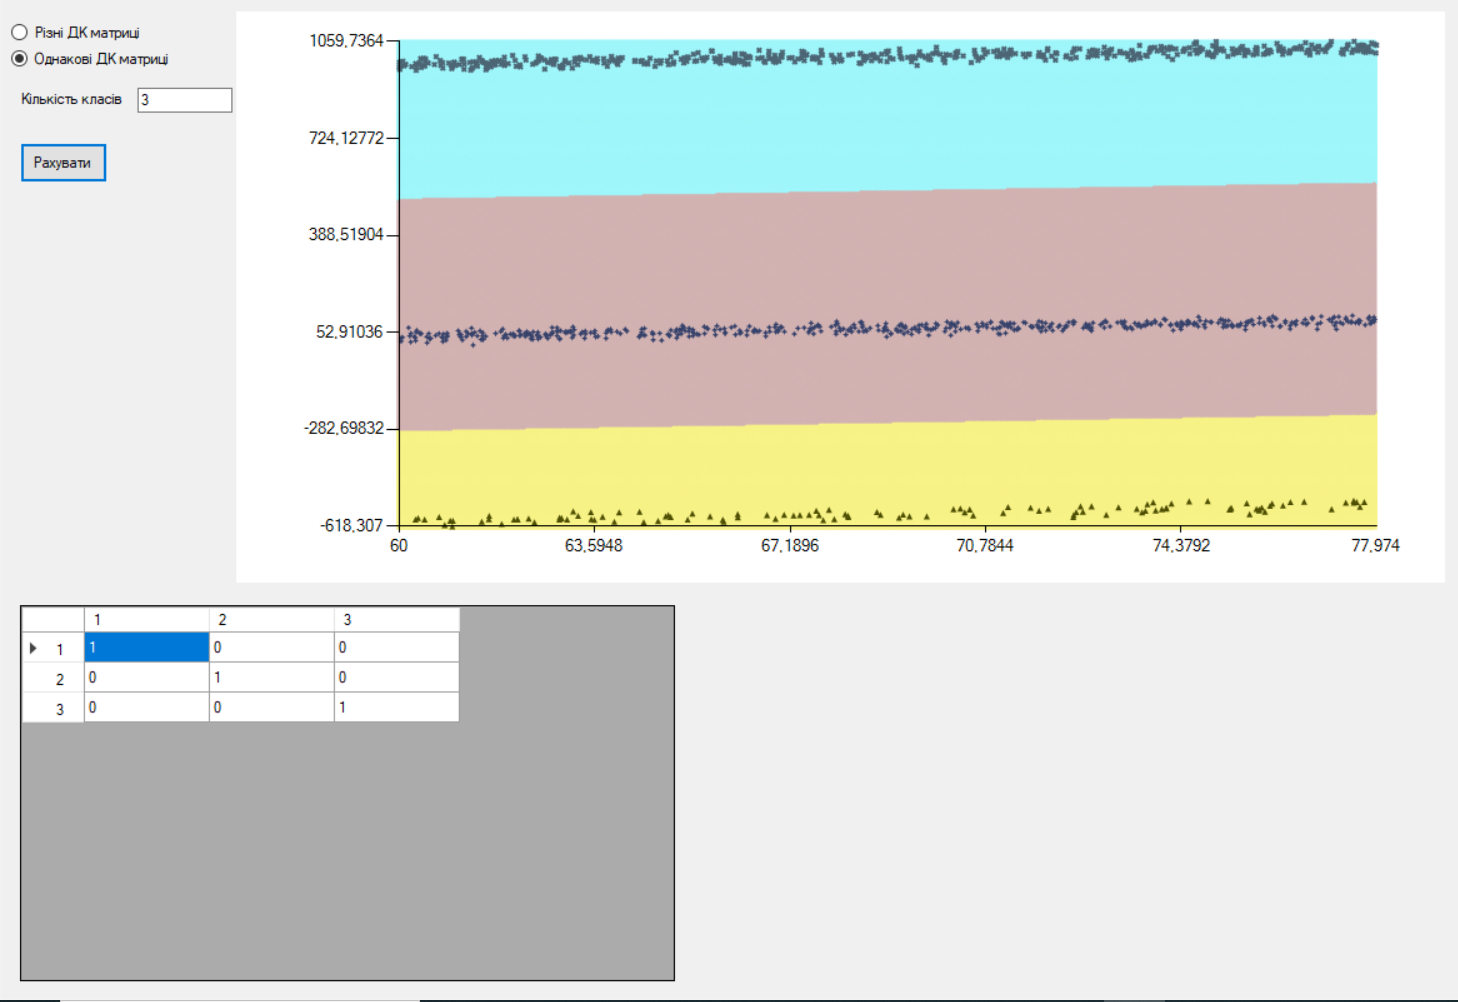 Різні ДК матриці
Однакові ДК матриці
Кількість класів 3
Рахувати
1059,7364
724,12772
388,51904
52,91036
-282,69832
-618,307
60 63,5948 67,1896 70,7844 74,3792 77,974
1 2 3
1 1 0 0
2 0 1 0
3 0 0 1